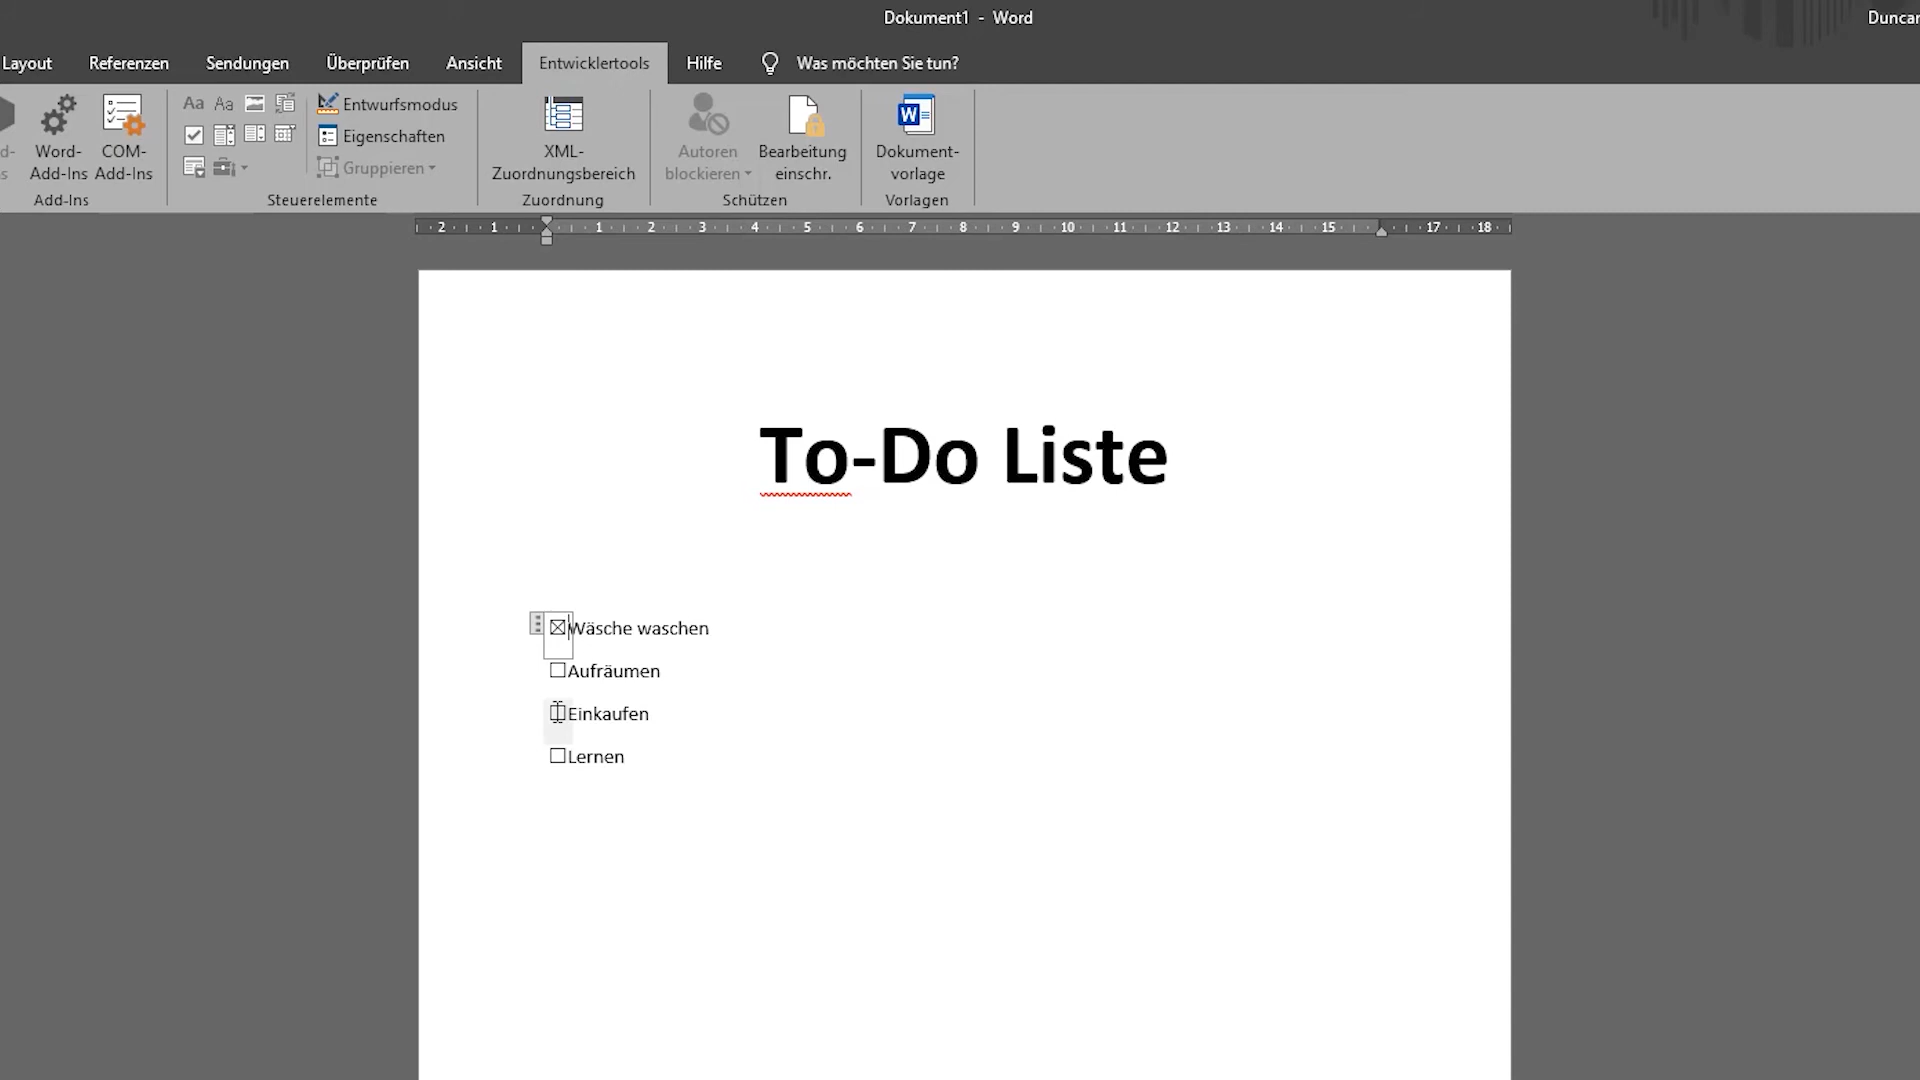 Dokument1 - Word
Duncan
Layout Referenzen Sendungen Überprüfen Ansicht Entwicklertools Hilfe Was möchten Sie tun?
Word-Add-Ins
COM-Add-Ins
Add-Ins
Aa Aa
Entwurfsmodus
Eigenschaften
Gruppieren
Steuerelemente
XML-
Zuordnungsbereich
Zuordnung
Autoren
blockieren
Bearbeitung
einschr.
Schützen
Dokument-
vorlage
Vorlagen
2 1 1 2 3 4 5 6 7 8 9 10 11 12 13 14 15 17 18
To-Do Liste
☒Wäsche waschen
☐Aufräumen
Einkaufen
☐Lernen